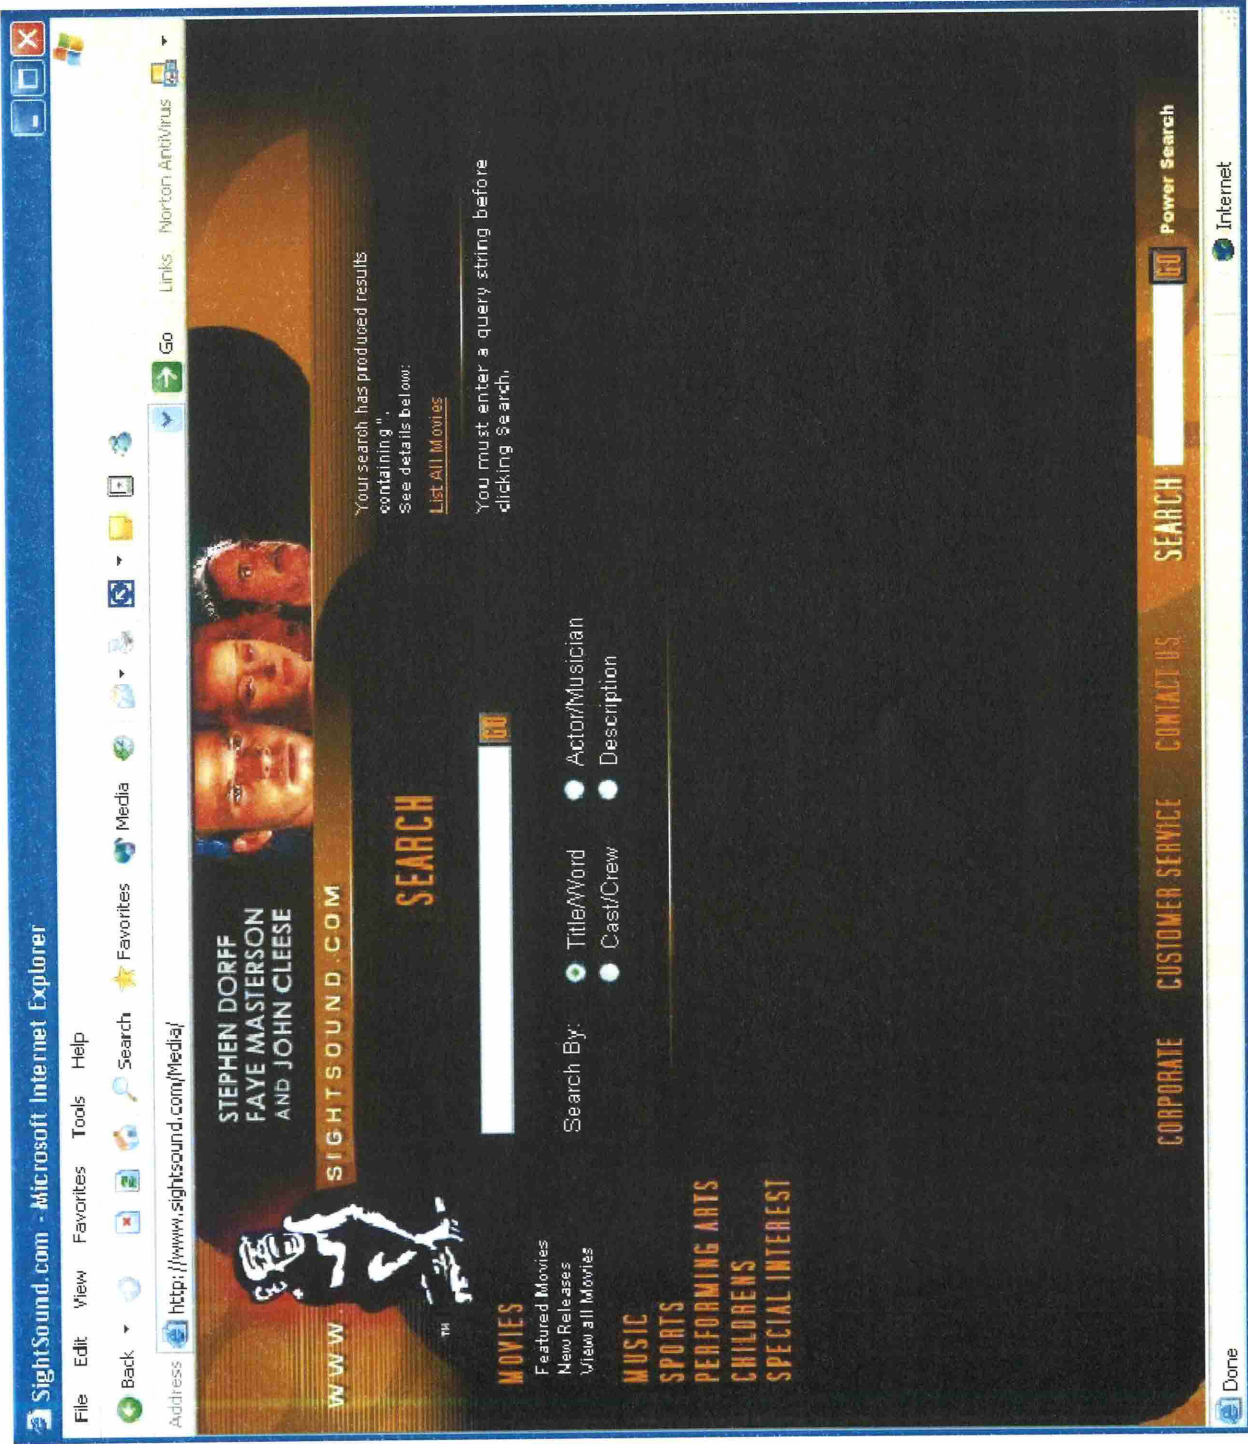 SightSound.com - Microsoft Internet Explorer
File Edit View Favorites Tools Help
Back Search Favorites Media
Address http://www.sightsound.com/Media/ Go Links Norton AntiVirus
STEPHEN DORFF
FAYE MASTERSON
AND JOHN CLEESE
WWW SIGHTSOUND.COM
TM
MOVIES
Featured Movies
New Releases
View all Movies
MUSIC
SPORTS
PERFORMING ARTS
CHILDRENS
SPECIAL INTEREST
SEARCH
GO
Search By: Title/Word Actor/Musician
Cast/Crew Description
Your search has produced results
containing ''.
See details below:
List All Movies
You must enter a query string before
clicking Search.
CORPORATE CUSTOMER SERVICE CONTACT US SEARCH GO Power Search
Done Internet